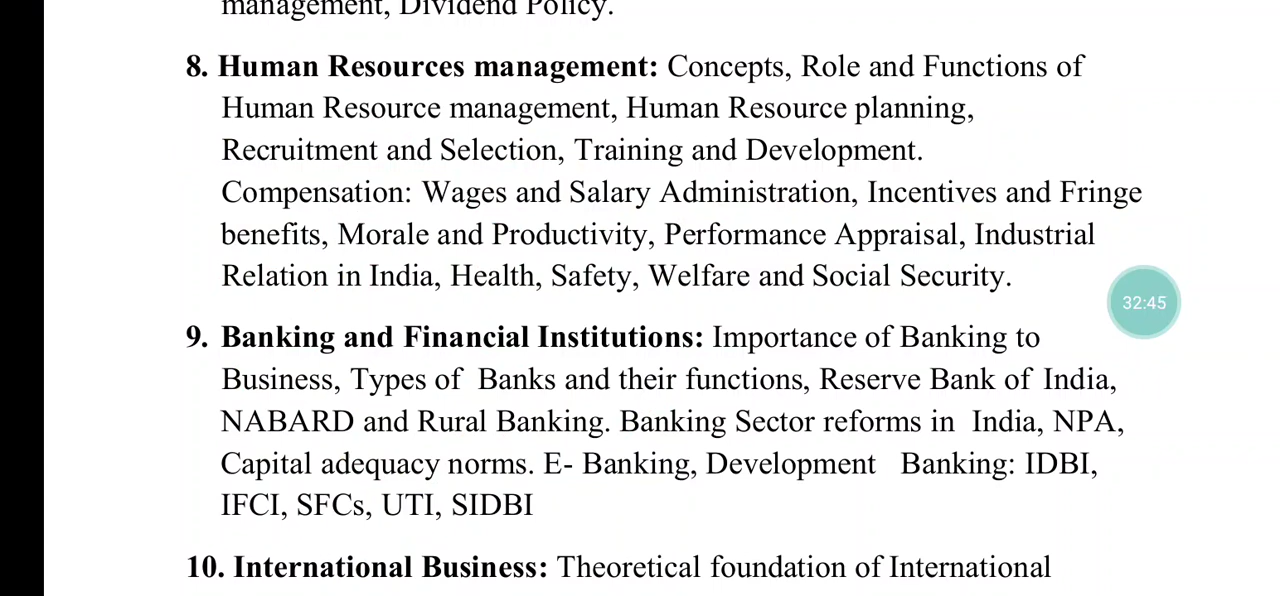 management, Dividend Policy.
8. Human Resources management: Concepts, Role and Functions of
Human Resource management, Human Resource planning,
Recruitment and Selection, Training and Development.
Compensation: Wages and Salary Administration, Incentives and Fringe
benefits, Morale and Productivity, Performance Appraisal, Industrial
Relation in India, Health, Safety, Welfare and Social Security.
32:45
9. Banking and Financial Institutions: Importance of Banking to
Business, Types of Banks and their functions, Reserve Bank of India,
NABARD and Rural Banking. Banking Sector reforms in India, NPA,
Capital adequacy norms. E- Banking, Development Banking: IDBI,
IFCI, SFCs, UTI, SIDBI
10. International Business: Theoretical foundation of International